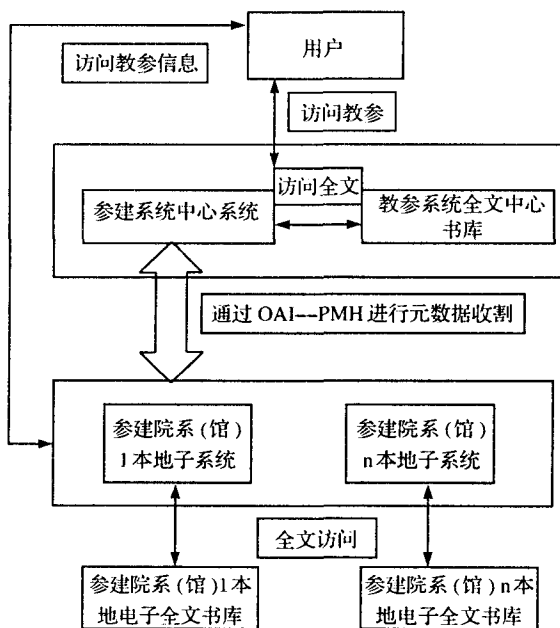 用户
访问教参信息
访问教参
访问全文
参建系统中心系统
教参系统全文中心
书库
通过 OAI--PMH 进行元数据收割
参建院系(馆)
1本地子系统
参建院系(馆)
n本地子系统
全文访问
参建院系(馆)1本
地电子全文书库
参建院系(馆)n本
地电子全文书库